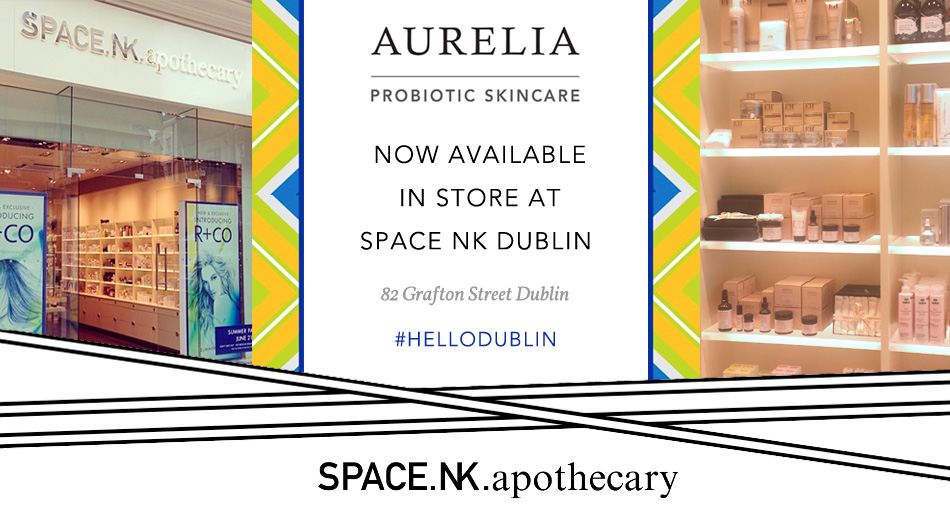 SPACE.NK.apothecary
INTRODUCING
R+CO
SUMMER
AURELIA
PROBIOTIC SKINCARE
NOW AVAILABLE
IN STORE AT
SPACE NK DUBLIN
82 Grafton Street Dublin
#HELLODUBLIN
SPACE.NK.apothecary